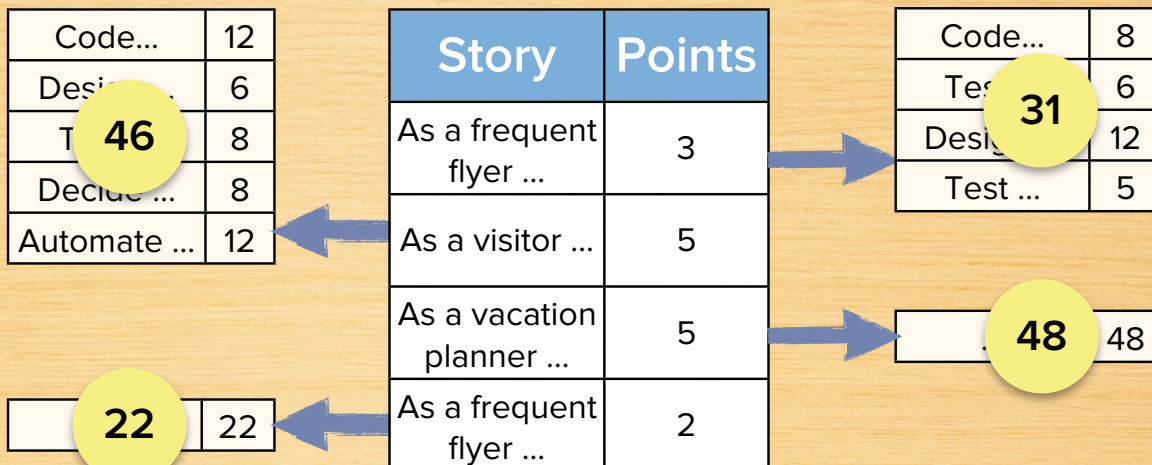 Code... 12
6
46
8
Decide ... 8
Automate ... 12
22 22
Story Points
As a frequent
flyer ...
3
As a visitor ... 5
As a vacation
planner ...
5
As a frequent
flyer ...
2
Code... 8
6
31
12
Test ... 5
48 48